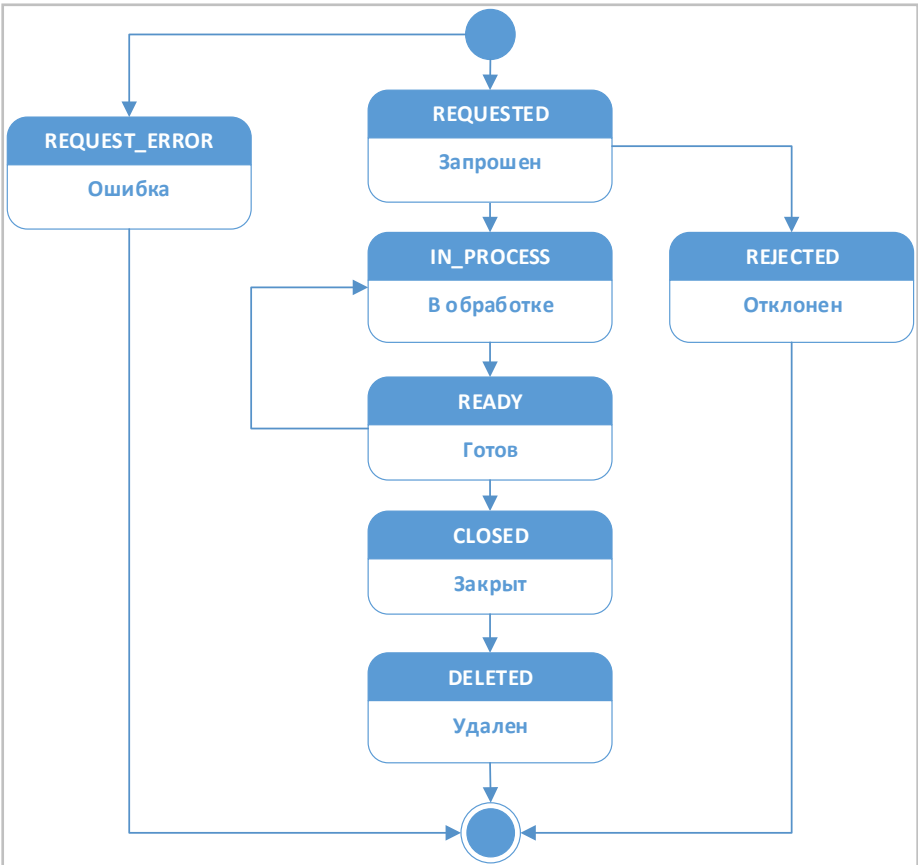 REQUESTED
Запрошен
REQUEST_ERROR
Ошибка
IN_PROCESS
В обработке
REJECTED
Отклонен
READY
Готов
CLOSED
Закрыт
DELETED
Удален